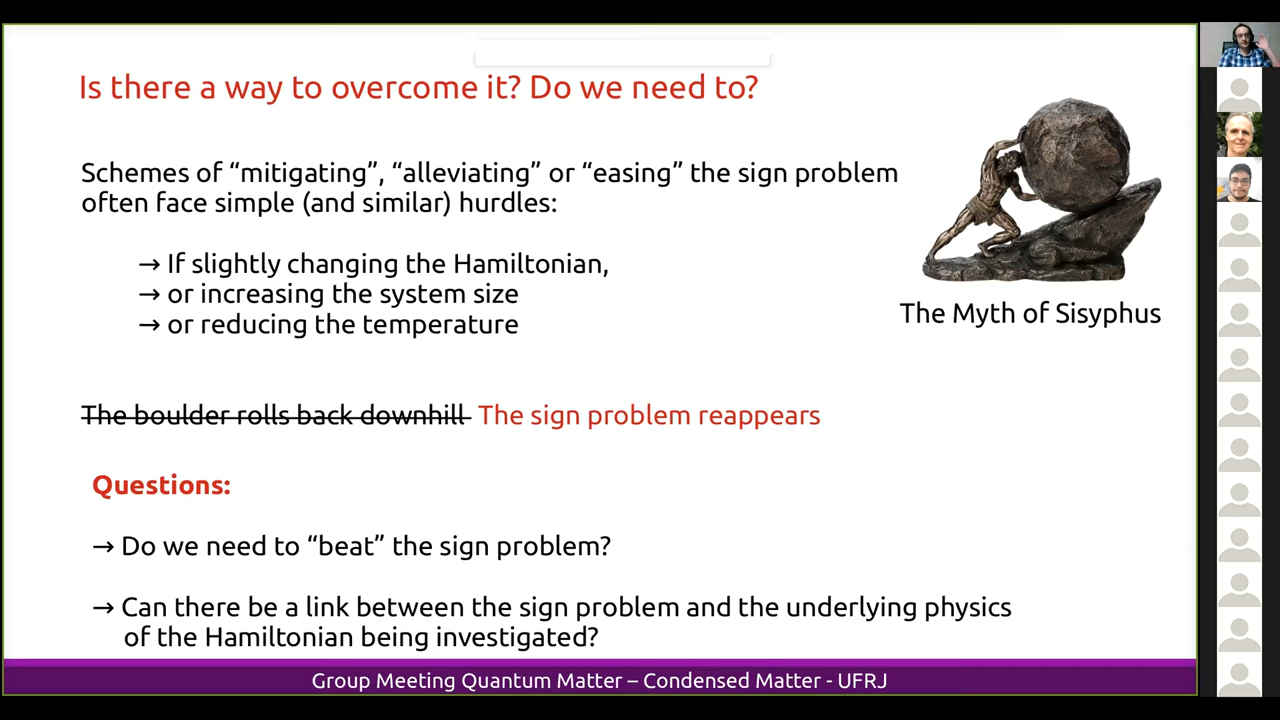 Is there a way to overcome it? Do we need to?
Schemes of “mitigating”, “alleviating” or “easing” the sign problem
often face simple (and similar) hurdles:
→ If slightly changing the Hamiltonian,
→ or increasing the system size
→ or reducing the temperature
The Myth of Sisyphus
The boulder rolls back downhill The sign problem reappears
Questions:
→ Do we need to “beat” the sign problem?
→ Can there be a link between the sign problem and the underlying physics
of the Hamiltonian being investigated?
Group Meeting Quantum Matter – Condensed Matter - UFRJ